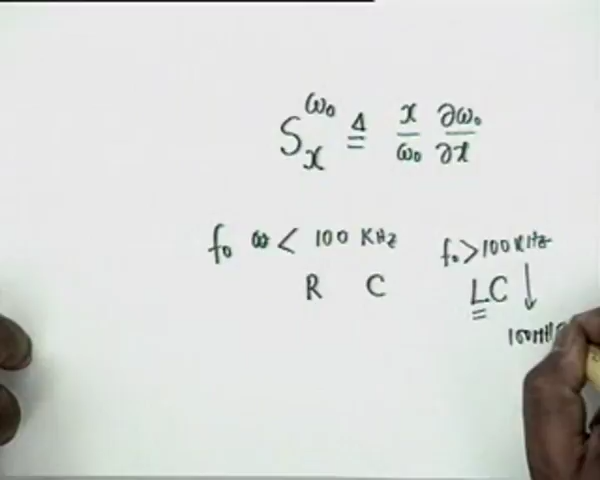 S_x^ω₀ ≜ x/ω₀ ∂ω₀/∂x
f₀ < 100 KHz f₀ > 100 KHz
R C LC ↓